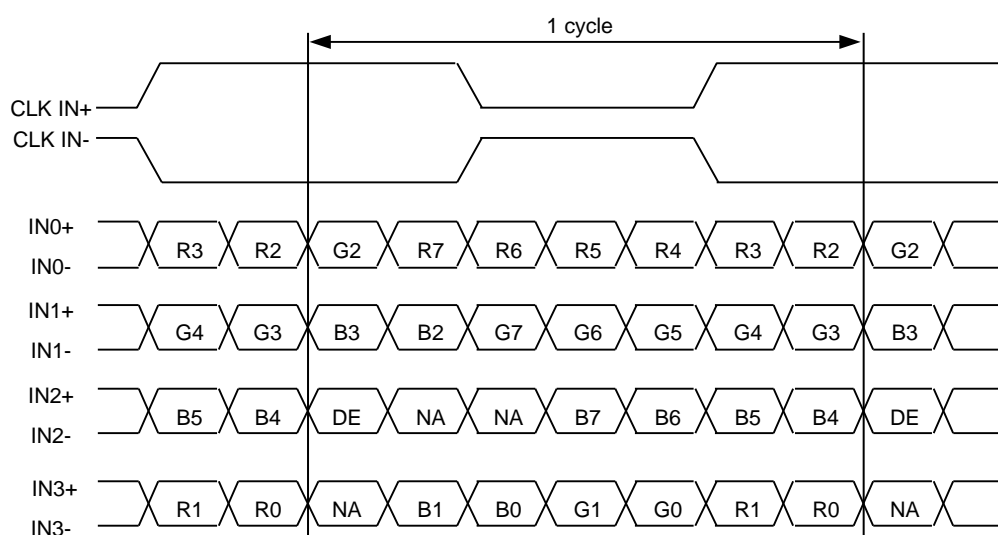 1 cycle
CLK IN+
CLK IN-
IN0+
R3 R2 G2 R7 R6 R5 R4 R3 R2 G2
IN0-
IN1+
G4 G3 B3 B2 G7 G6 G5 G4 G3 B3
IN1-
IN2+
B5 B4 DE NA NA B7 B6 B5 B4 DE
IN2-
IN3+
R1 R0 NA B1 B0 G1 G0 R1 R0 NA
IN3-